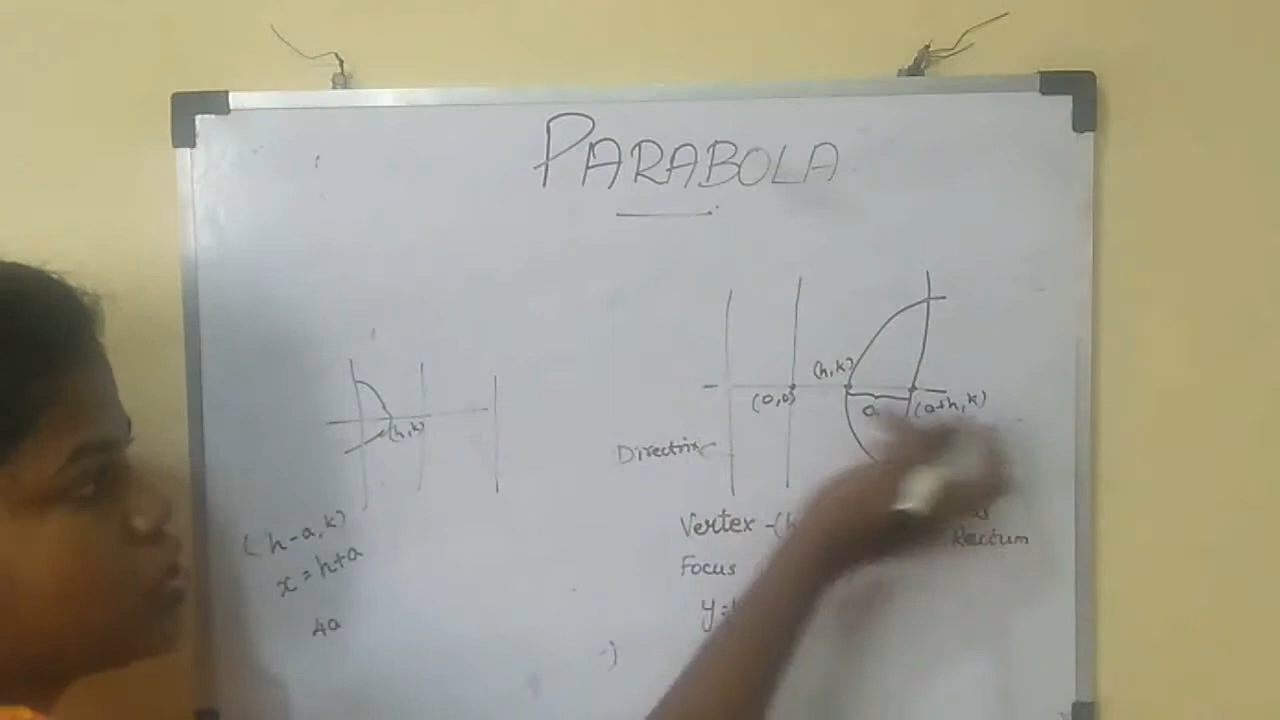 PARABOLA
(h,k)
(0,0)
a
(a+h,k)
(h,k)
Directrix
Vertex -(h
Rectum
Focus
(h-a,k)
x=h+a
4a
y=